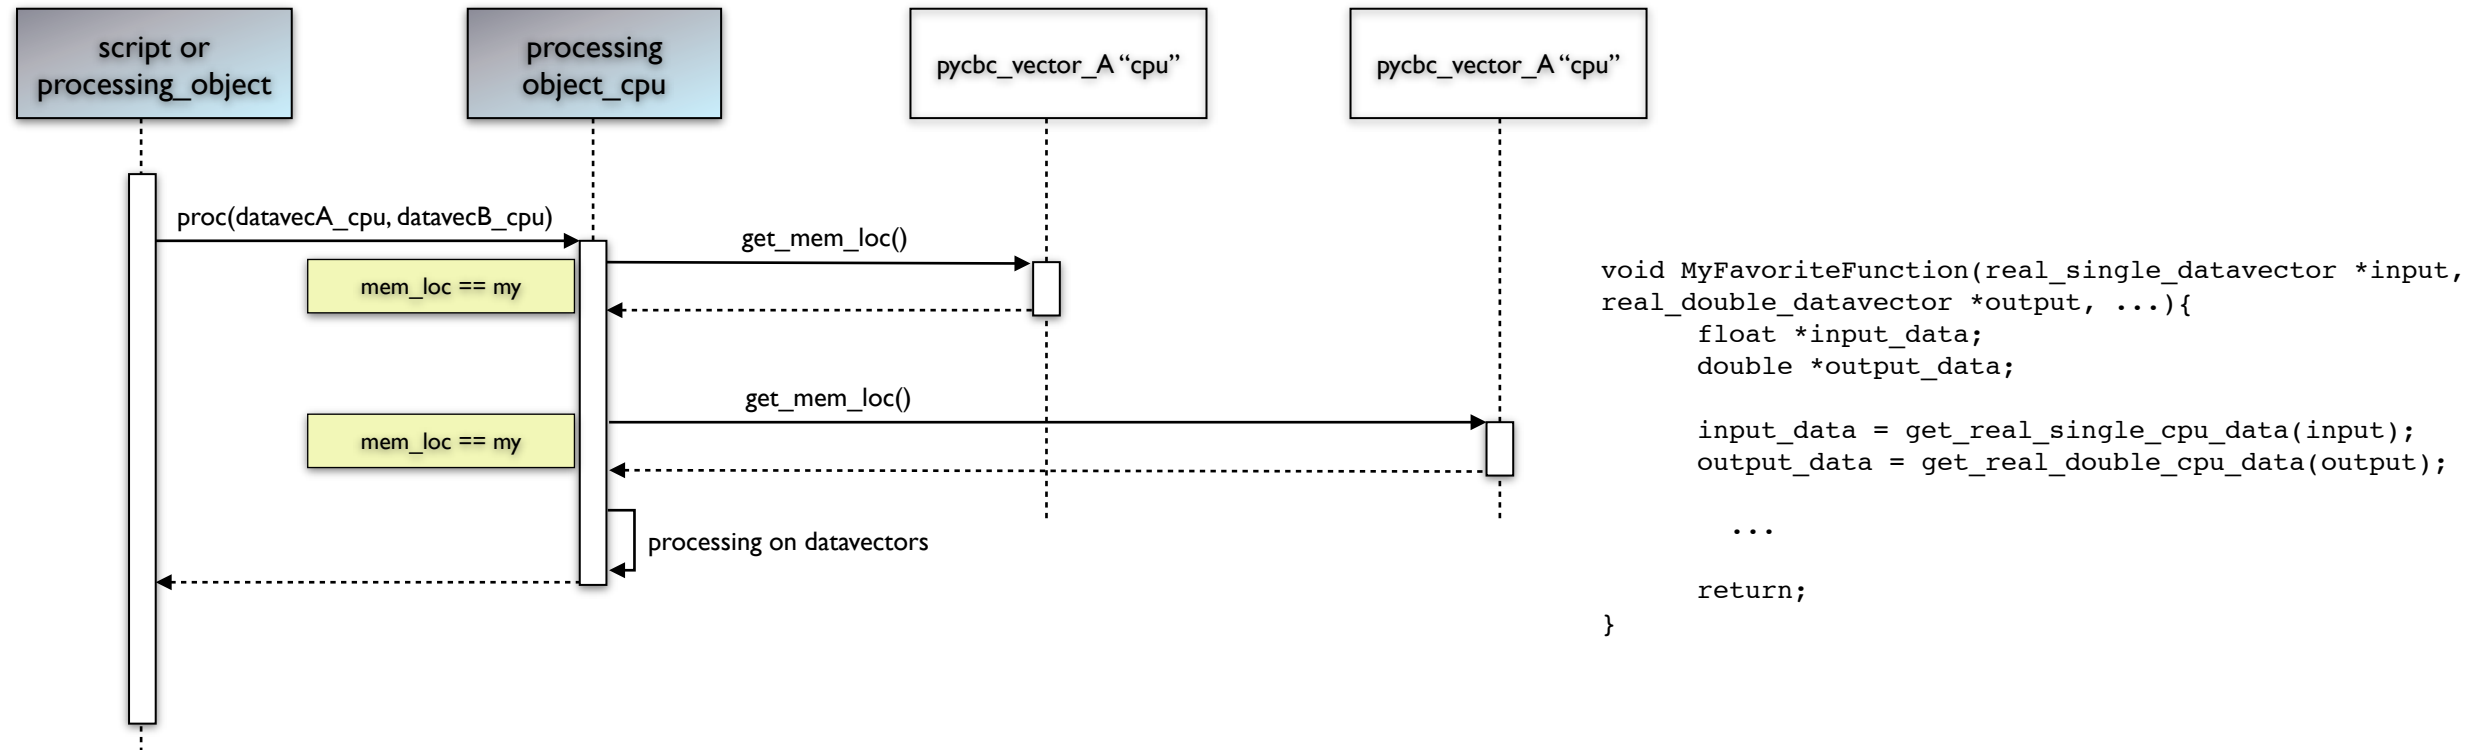 script or
processing_object
processing
object_cpu
pycbc_vector_A “cpu”
pycbc_vector_A “cpu”
proc(datavecA_cpu, datavecB_cpu)
get_mem_loc()
mem_loc == my
get_mem_loc()
mem_loc == my
processing on datavectors
void MyFavoriteFunction(real_single_datavector *input,
real_double_datavector *output, ...){
float *input_data;
double *output_data;
input_data = get_real_single_cpu_data(input);
output_data = get_real_double_cpu_data(output);
...
return;
}